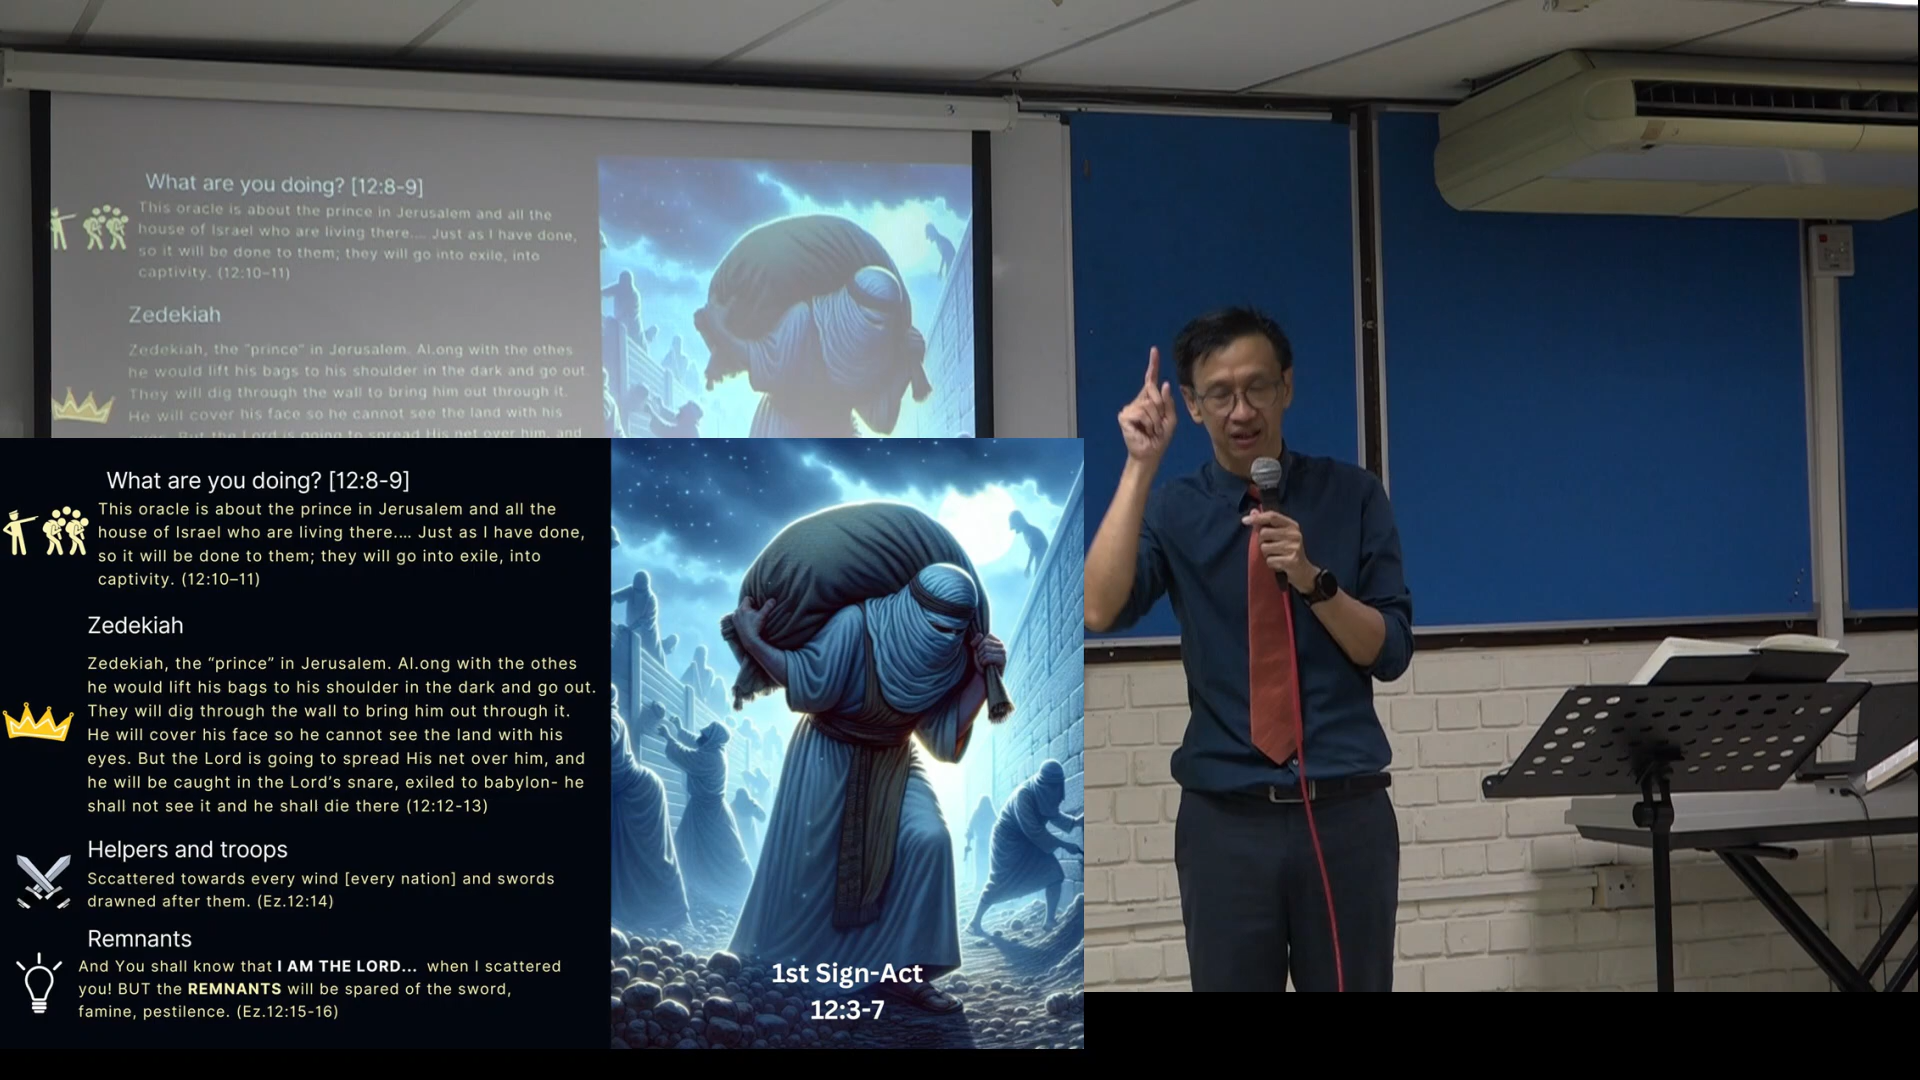 What are you doing? [12:8-9]
This oracle is about the prince in Jerusalem and all the
house of Israel who are living there.... Just as I have done,
so it will be done to them; they will go into exile, into
captivity. (12:10–11)
Zedekiah
Zedekiah, the “prince” in Jerusalem. Al.ong with the othes
he would lift his bags to his shoulder in the dark and go out.
They will dig through the wall to bring him out through it.
He will cover his face so he cannot see the land with his
eyes. But the Lord is going to spread His net over him, and
What are you doing? [12:8-9]
This oracle is about the prince in Jerusalem and all the
house of Israel who are living there.... Just as I have done,
so it will be done to them; they will go into exile, into
captivity. (12:10–11)
Zedekiah
Zedekiah, the “prince” in Jerusalem. Al.ong with the othes
he would lift his bags to his shoulder in the dark and go out.
They will dig through the wall to bring him out through it.
He will cover his face so he cannot see the land with his
eyes. But the Lord is going to spread His net over him, and
he will be caught in the Lord’s snare, exiled to babylon- he
shall not see it and he shall die there (12:12-13)
Helpers and troops
Sccattered towards every wind [every nation] and swords
drawned after them. (Ez.12:14)
Remnants
And You shall know that I AM THE LORD... when I scattered
you! BUT the REMNANTS will be spared of the sword,
famine, pestilence. (Ez.12:15-16)
1st Sign-Act
12:3-7